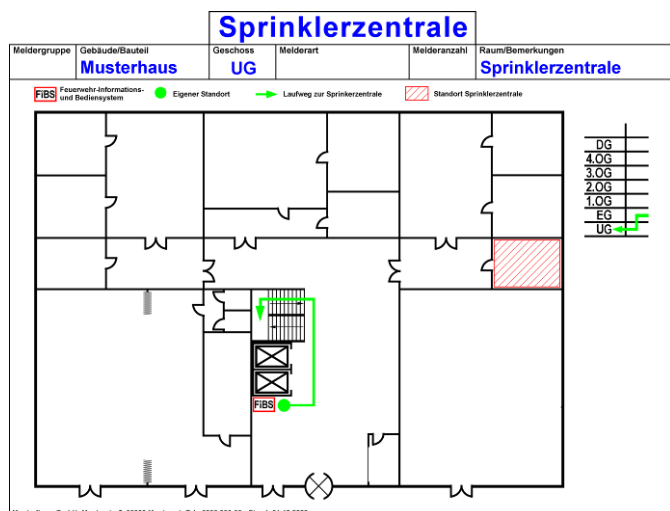 Sprinklerzentrale
Meldergruppe Gebäude/Bauteil Geschoss Melderart Melderanzahl Raum/Bemerkungen
Musterhaus UG Sprinklerzentrale
FiBS Feuerwehr-Informations- und Bediensystem Eigener Standort Laufweg zur Sprinkerzentrale Standort Sprinklerzentrale
DG
4.OG
3.OG
2.OG
1.OG
EG
UG
FiBS